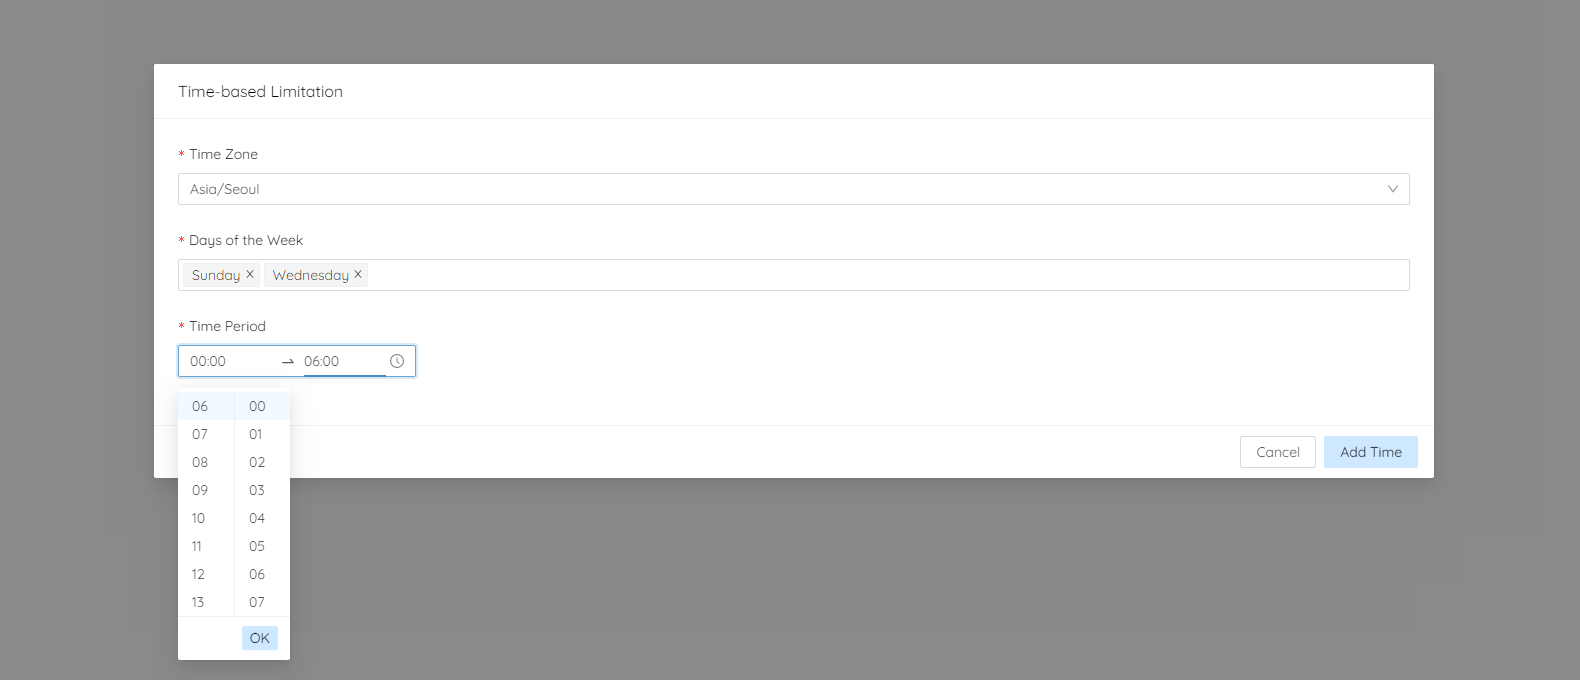 Time-based Limitation
* Time Zone
Asia/Seoul
* Days of the Week
Sunday Wednesday
* Time Period
00:00 → 06:00
06 00
07 01
08 02
09 03
10 04
11 05
12 06
13 07
OK
Cancel Add Time